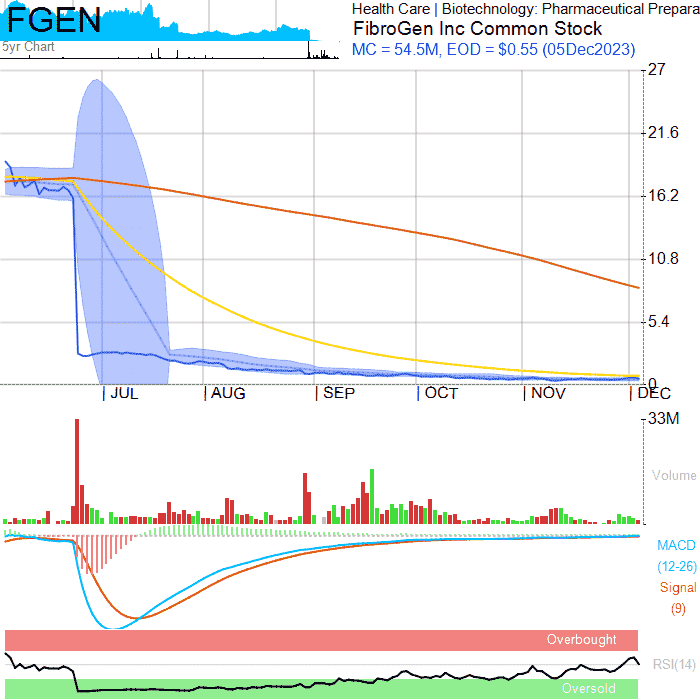 FGEN
Health Care | Biotechnology: Pharmaceutical Prepara
5yr Chart
FibroGen Inc Common Stock
MC = 54.5M, EOD = $0.55 (05Dec2023)
27
21.6
16.2
10.8
5.4
0
JUL AUG SEP OCT NOV DEC
33M
Volume
MACD
(12-26)
Signal
(9)
Overbought
RSI(14)
Oversold